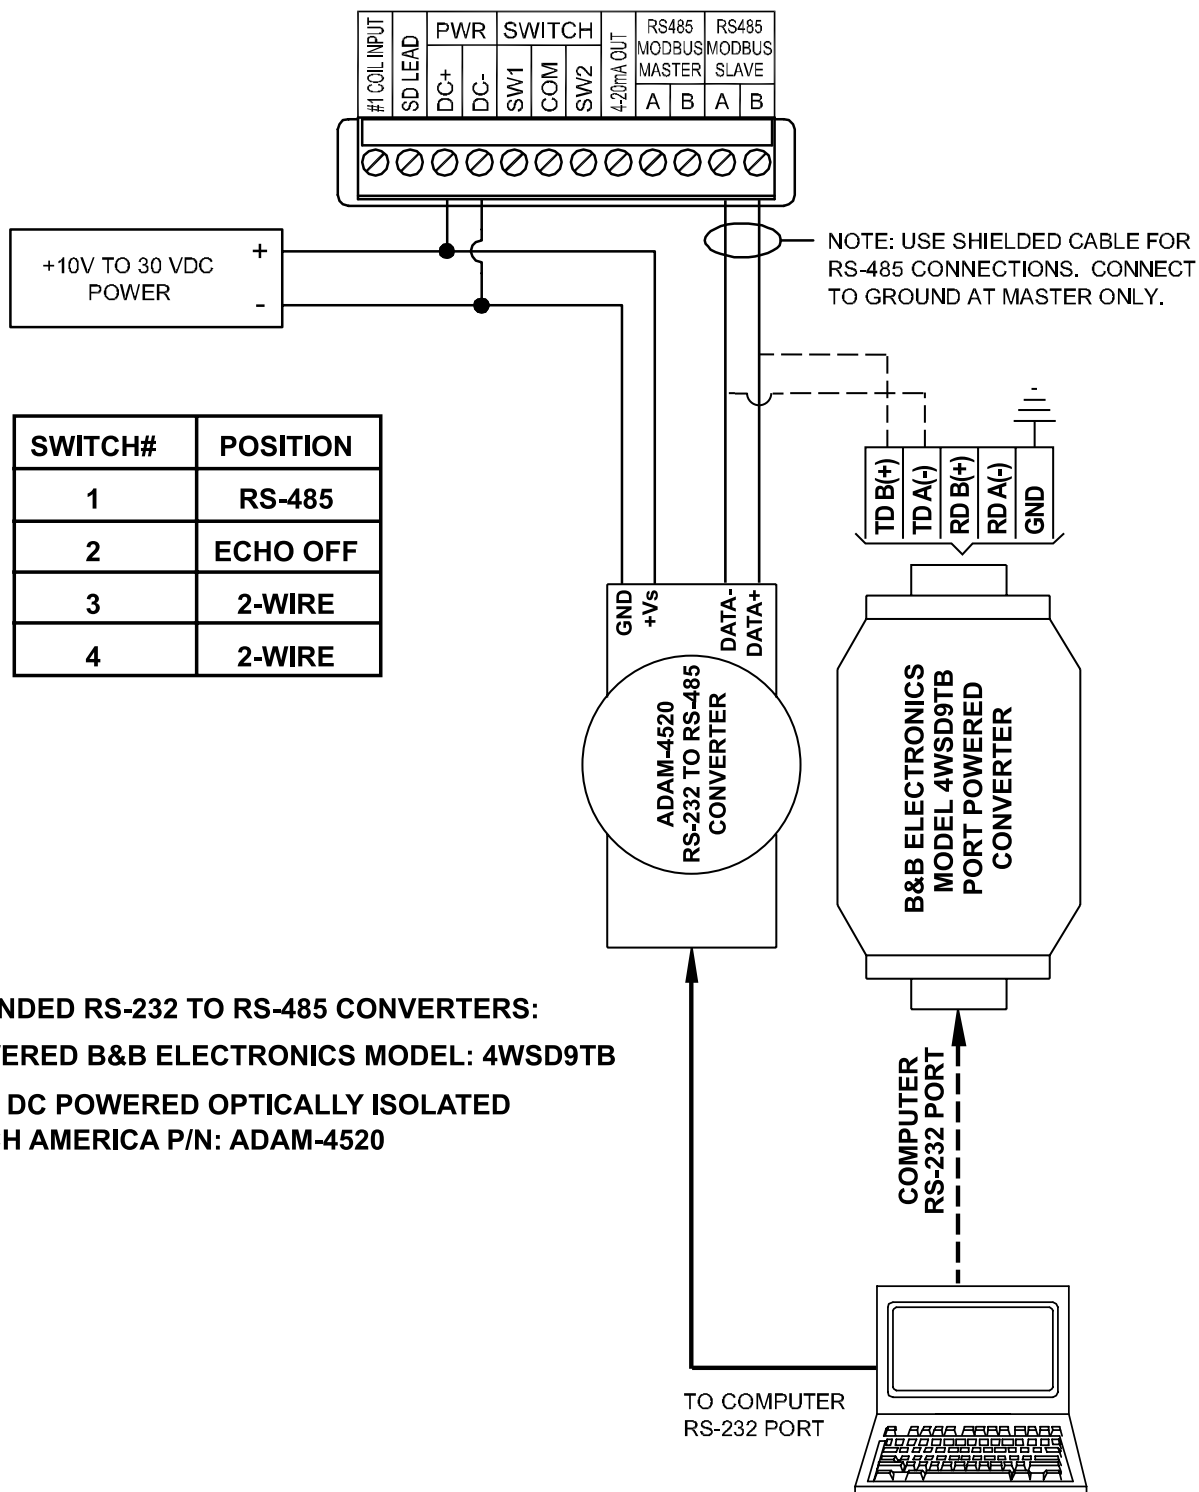 #1 COIL INPUT
SD LEAD
PWR
DC+
DC-
SWITCH
SW1
COM
SW2
4-20mA OUT
RS485
MODBUS
MASTER
A B
RS485
MODBUS
SLAVE
A B
+10V TO 30 VDC
POWER
+
-
NOTE: USE SHIELDED CABLE FOR
RS-485 CONNECTIONS. CONNECT
TO GROUND AT MASTER ONLY.
SWITCH# POSITION
1 RS-485
2 ECHO OFF
3 2-WIRE
4 2-WIRE
TD B(+)
TD A(-)
RD B(+)
RD A(-)
GND
GND
+Vs
DATA-
DATA+
ADAM-4520
RS-232 TO RS-485
CONVERTER
B&B ELECTRONICS
MODEL 4WSD9TB
PORT POWERED
CONVERTER
NDED RS-232 TO RS-485 CONVERTERS:
ERED B&B ELECTRONICS MODEL: 4WSD9TB
DC POWERED OPTICALLY ISOLATED
H AMERICA P/N: ADAM-4520
COMPUTER
RS-232 PORT
TO COMPUTER
RS-232 PORT